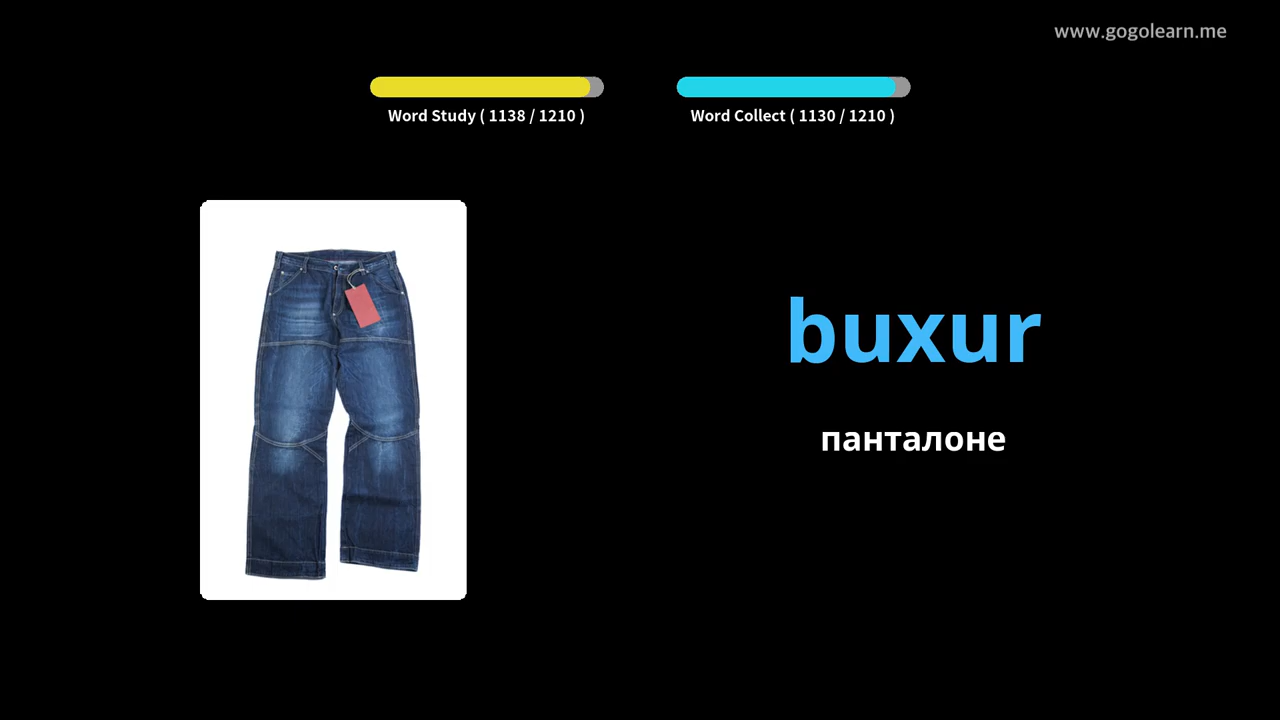 www.gogolearn.me
Word Study ( 1138 / 1210 )
Word Collect ( 1130 / 1210 )
buxur
панталоне